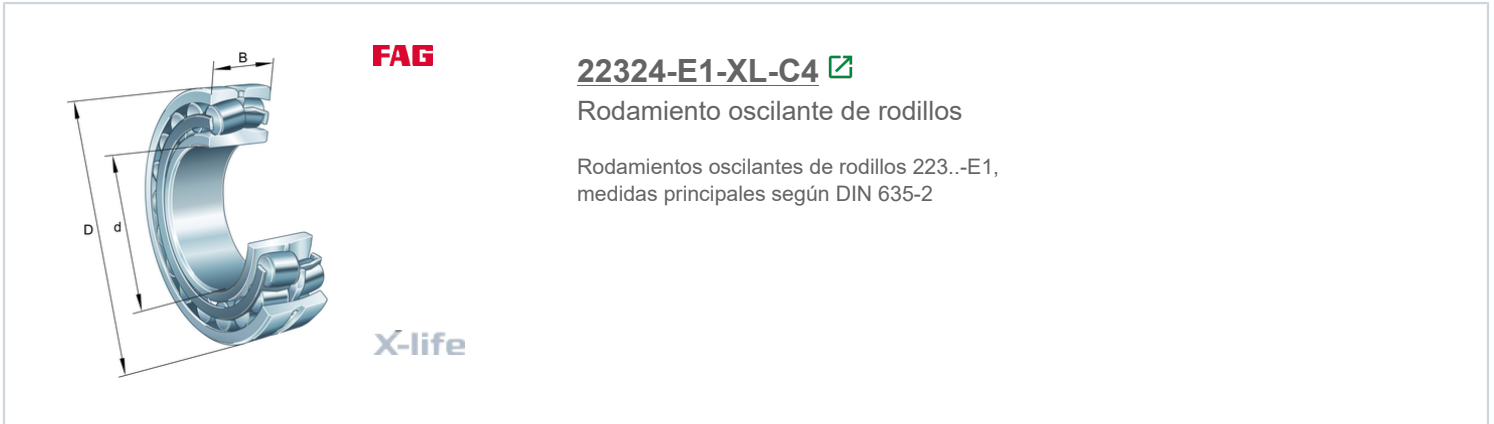 B
FAG
22324-E1-XL-C4
Rodamiento oscilante de rodillos
Rodamientos oscilantes de rodillos 223..-E1,
medidas principales según DIN 635-2
D
d
X-life